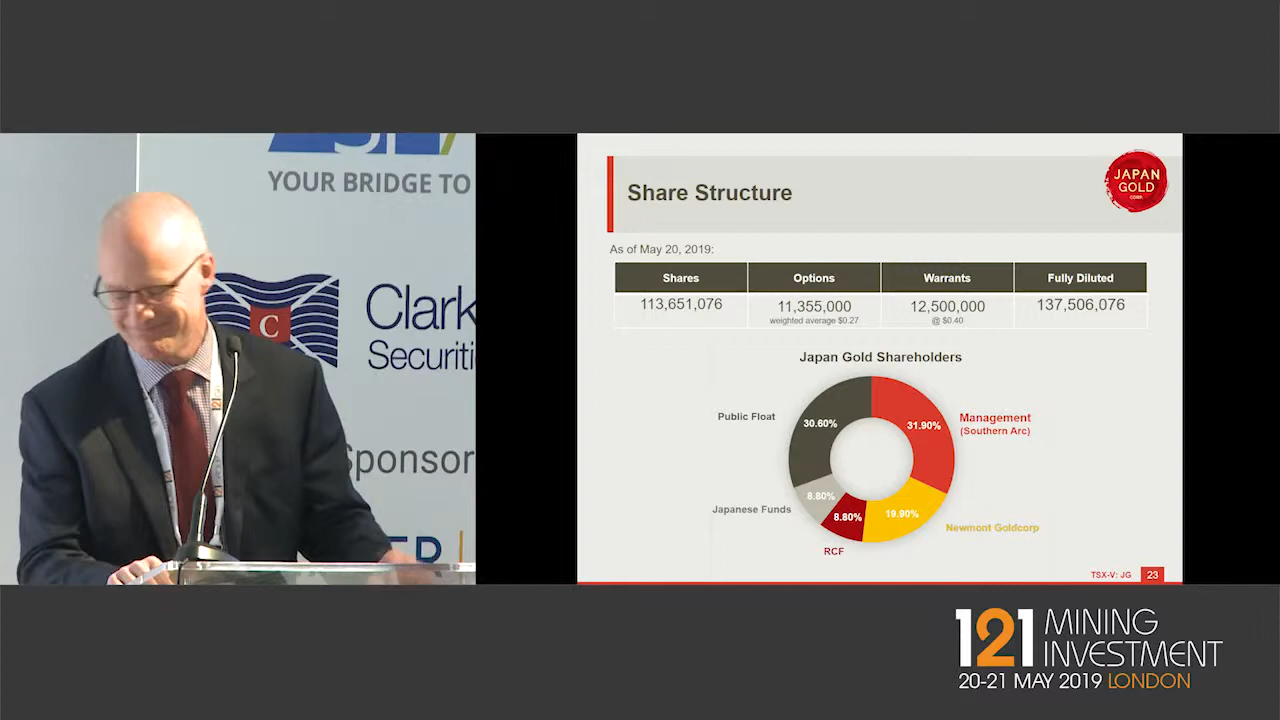 YOUR BRIDGE TO
C
Clark
Securiti
Sponsor
ER
121
Share Structure
JAPAN
GOLD
CORP.
As of May 20, 2019:
Shares Options Warrants Fully Diluted
113,651,076 11,355,000 12,500,000 137,506,076
weighted average $0.27 @ $0.40
Japan Gold Shareholders
Public Float
30.60%
31.90%
Management
(Southern Arc)
Japanese Funds
8.80%
8.80%
19.90%
Newmont Goldcorp
RCF
TSX-V: JG 23
121 MINING
INVESTMENT
20-21 MAY 2019 LONDON